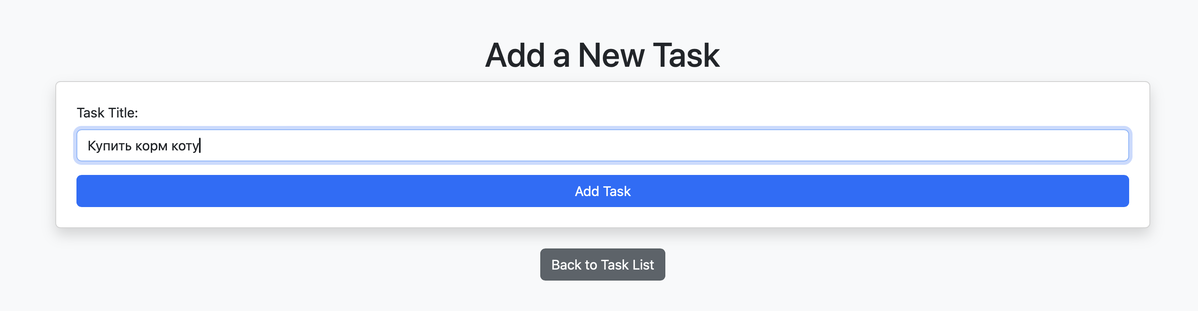 Add a New Task
Task Title:
Купить корм коту
Add Task
Back to Task List